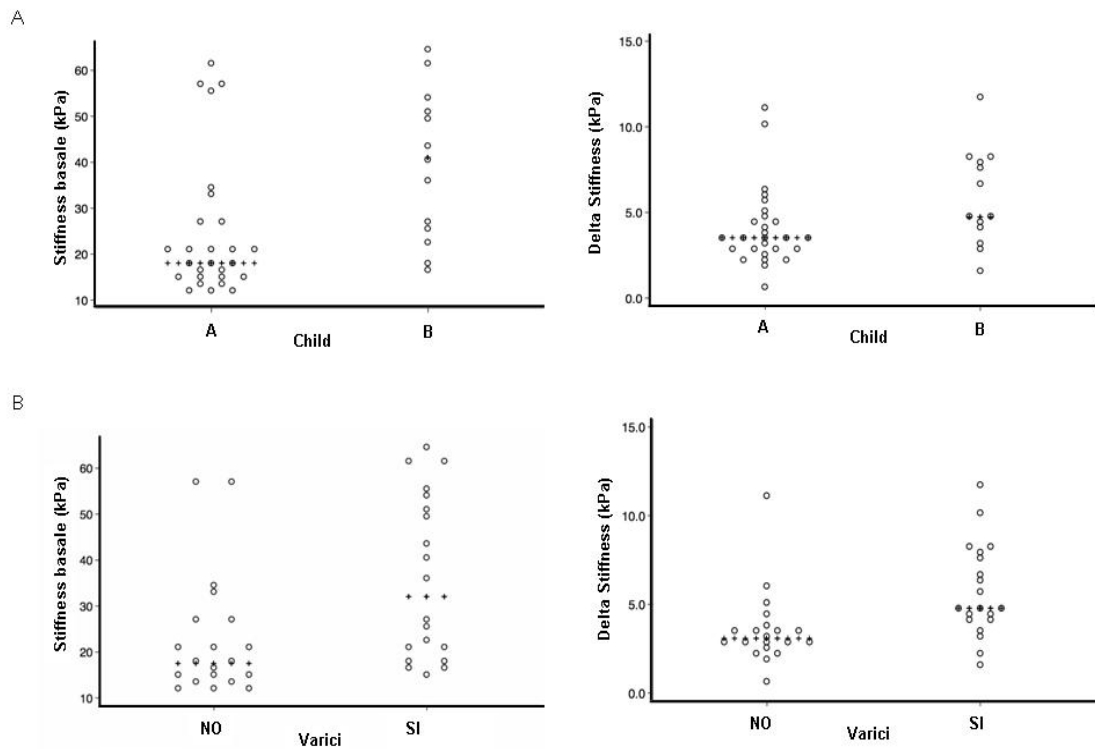 A
Stiffness basale (kPa)
60
50
40
30
20
10
A
B
Child
Delta Stiffness (kPa)
15.0
10.0
5.0
0.0
A
B
Child
B
Stiffness basale (kPa)
60
50
40
30
20
10
NO
SI
Varici
Delta Stiffness (kPa)
15.0
10.0
5.0
0.0
NO
SI
Varici